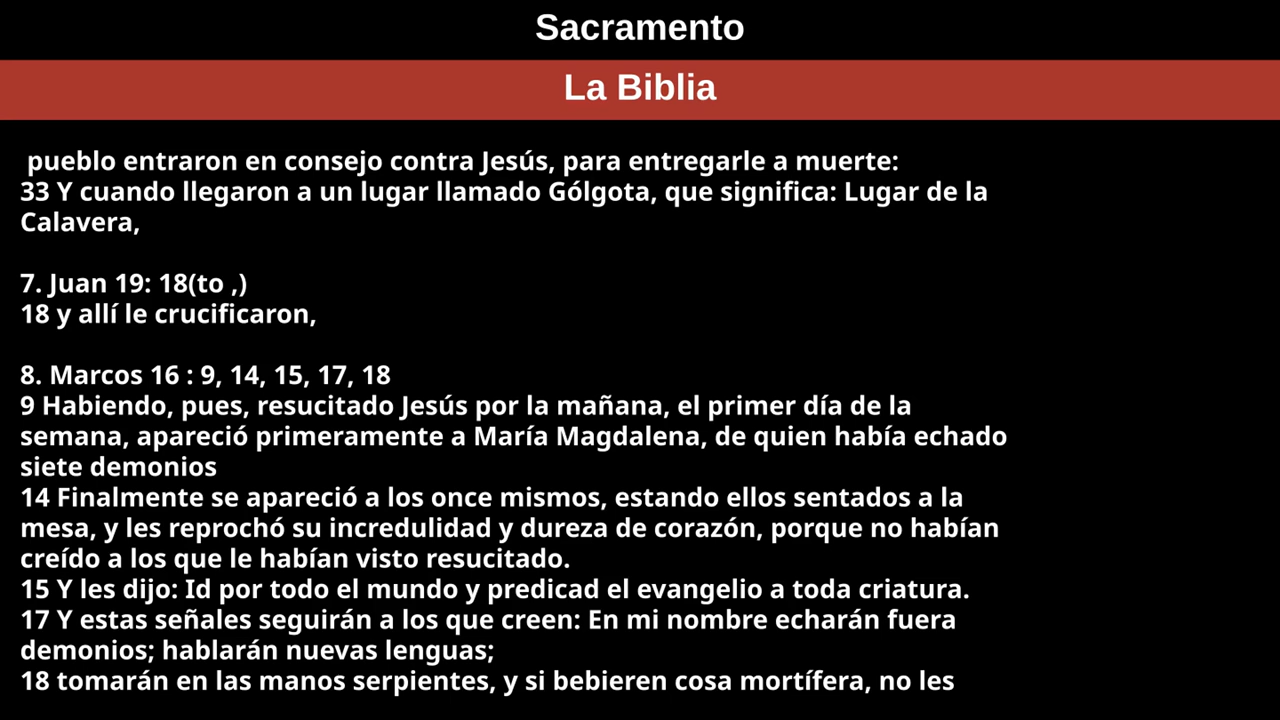 Sacramento
La Biblia
pueblo entraron en consejo contra Jesús, para entregarle a muerte:
33 Y cuando llegaron a un lugar llamado Gólgota, que significa: Lugar de la
Calavera,
7. Juan 19: 18(to ,)
18 y allí le crucificaron,
8. Marcos 16 : 9, 14, 15, 17, 18
9 Habiendo, pues, resucitado Jesús por la mañana, el primer día de la
semana, apareció primeramente a María Magdalena, de quien había echado
siete demonios
14 Finalmente se apareció a los once mismos, estando ellos sentados a la
mesa, y les reprochó su incredulidad y dureza de corazón, porque no habían
creído a los que le habían visto resucitado.
15 Y les dijo: Id por todo el mundo y predicad el evangelio a toda criatura.
17 Y estas señales seguirán a los que creen: En mi nombre echarán fuera
demonios; hablarán nuevas lenguas;
18 tomarán en las manos serpientes, y si bebieren cosa mortífera, no les